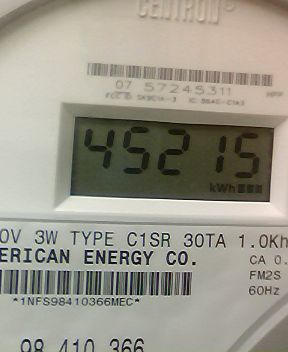 CENTRON®
07 57245311
45215
kWh
0V 3W TYPE C1SR 30TA 1.0Kh
ERICAN ENERGY CO.
CA 0.
FM2S
60Hz
*1NFS98410366MEC*
98 410 366